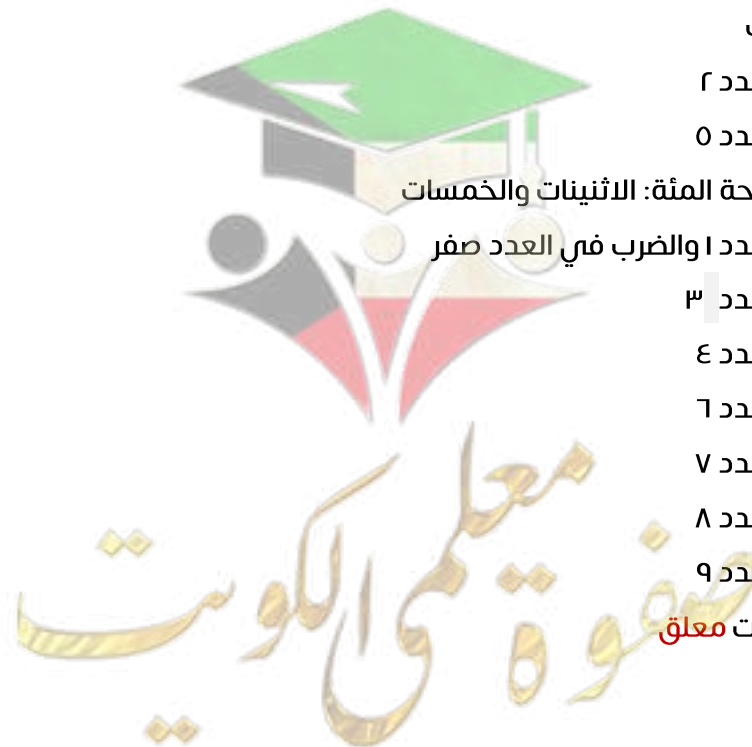 دد ٢
دد ٥
حة المئة: الاثنينات والخمسات
دد ١ والضرب في العدد صفر
دد ٣
دد ٤
دد ٦
دد ٧
دد ٨
دد ٩
ت معلق
صفوة معلمى الكويت